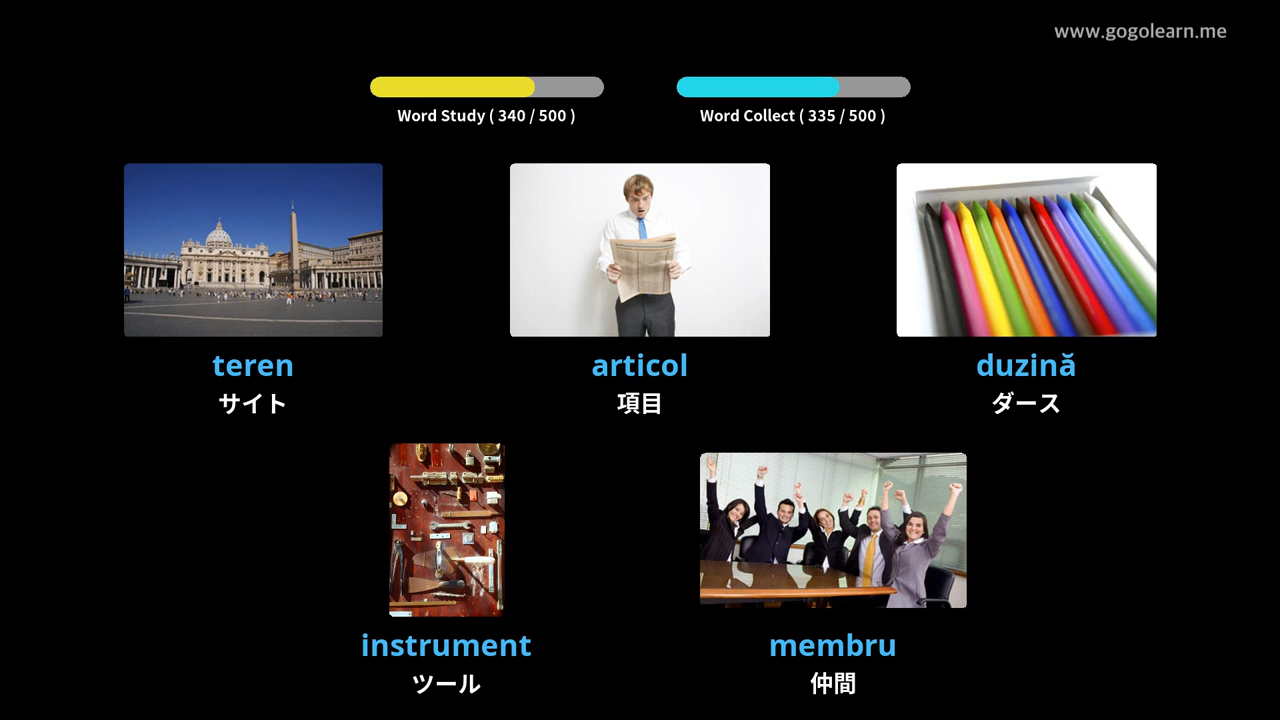 www.gogolearn.me
Word Study ( 340 / 500 )
Word Collect ( 335 / 500 )
teren
サイト
articol
項目
duzină
ダース
instrument
ツール
membru
仲間